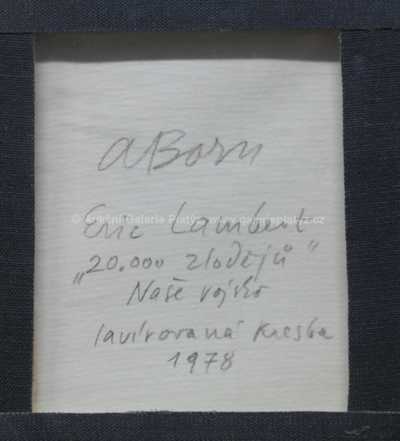 aBorn
Eric Lambert
„20.000 zlodějů"
Naše vojsko
lavírovaná kresba
1978